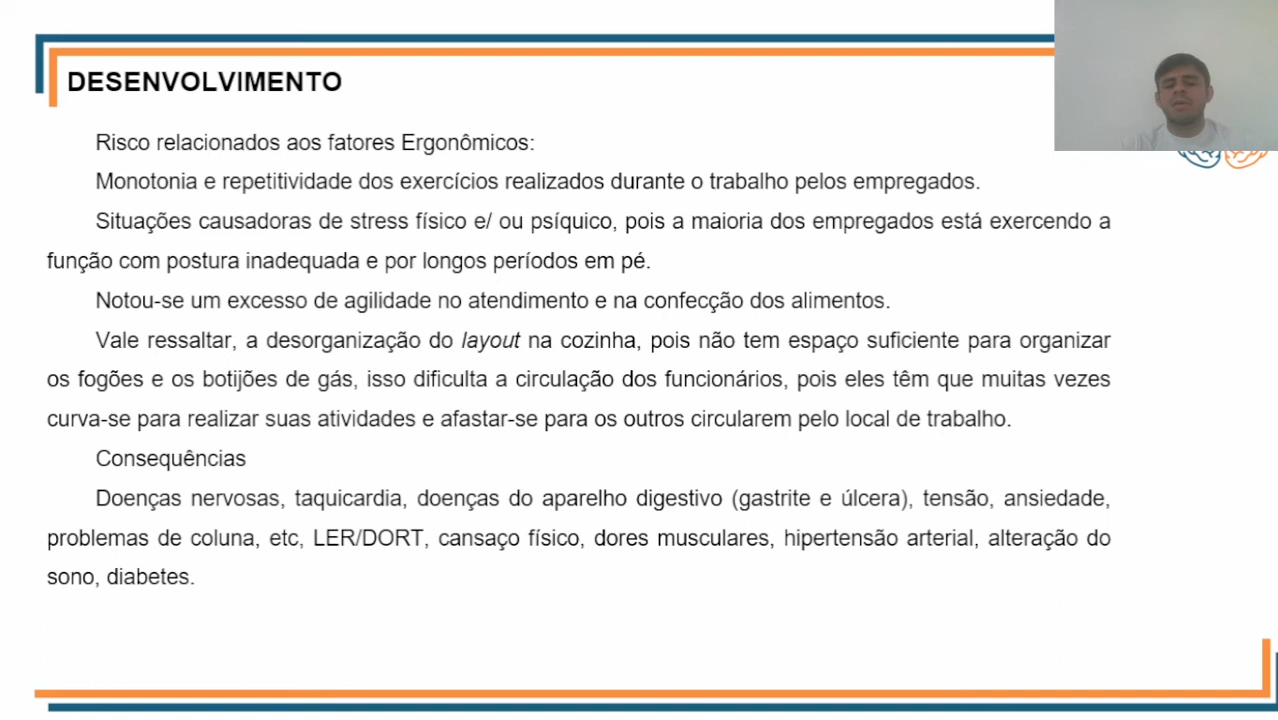 DESENVOLVIMENTO
Risco relacionados aos fatores Ergonômicos:
Monotonia e repetitividade dos exercícios realizados durante o trabalho pelos empregados.
Situações causadoras de stress físico e/ ou psíquico, pois a maioria dos empregados está exercendo a
função com postura inadequada e por longos períodos em pé.
Notou-se um excesso de agilidade no atendimento e na confecção dos alimentos.
Vale ressaltar, a desorganização do layout na cozinha, pois não tem espaço suficiente para organizar
os fogões e os botijões de gás, isso dificulta a circulação dos funcionários, pois eles têm que muitas vezes
curva-se para realizar suas atividades e afastar-se para os outros circularem pelo local de trabalho.
Consequências
Doenças nervosas, taquicardia, doenças do aparelho digestivo (gastrite e úlcera), tensão, ansiedade,
problemas de coluna, etc, LER/DORT, cansaço físico, dores musculares, hipertensão arterial, alteração do
sono, diabetes.